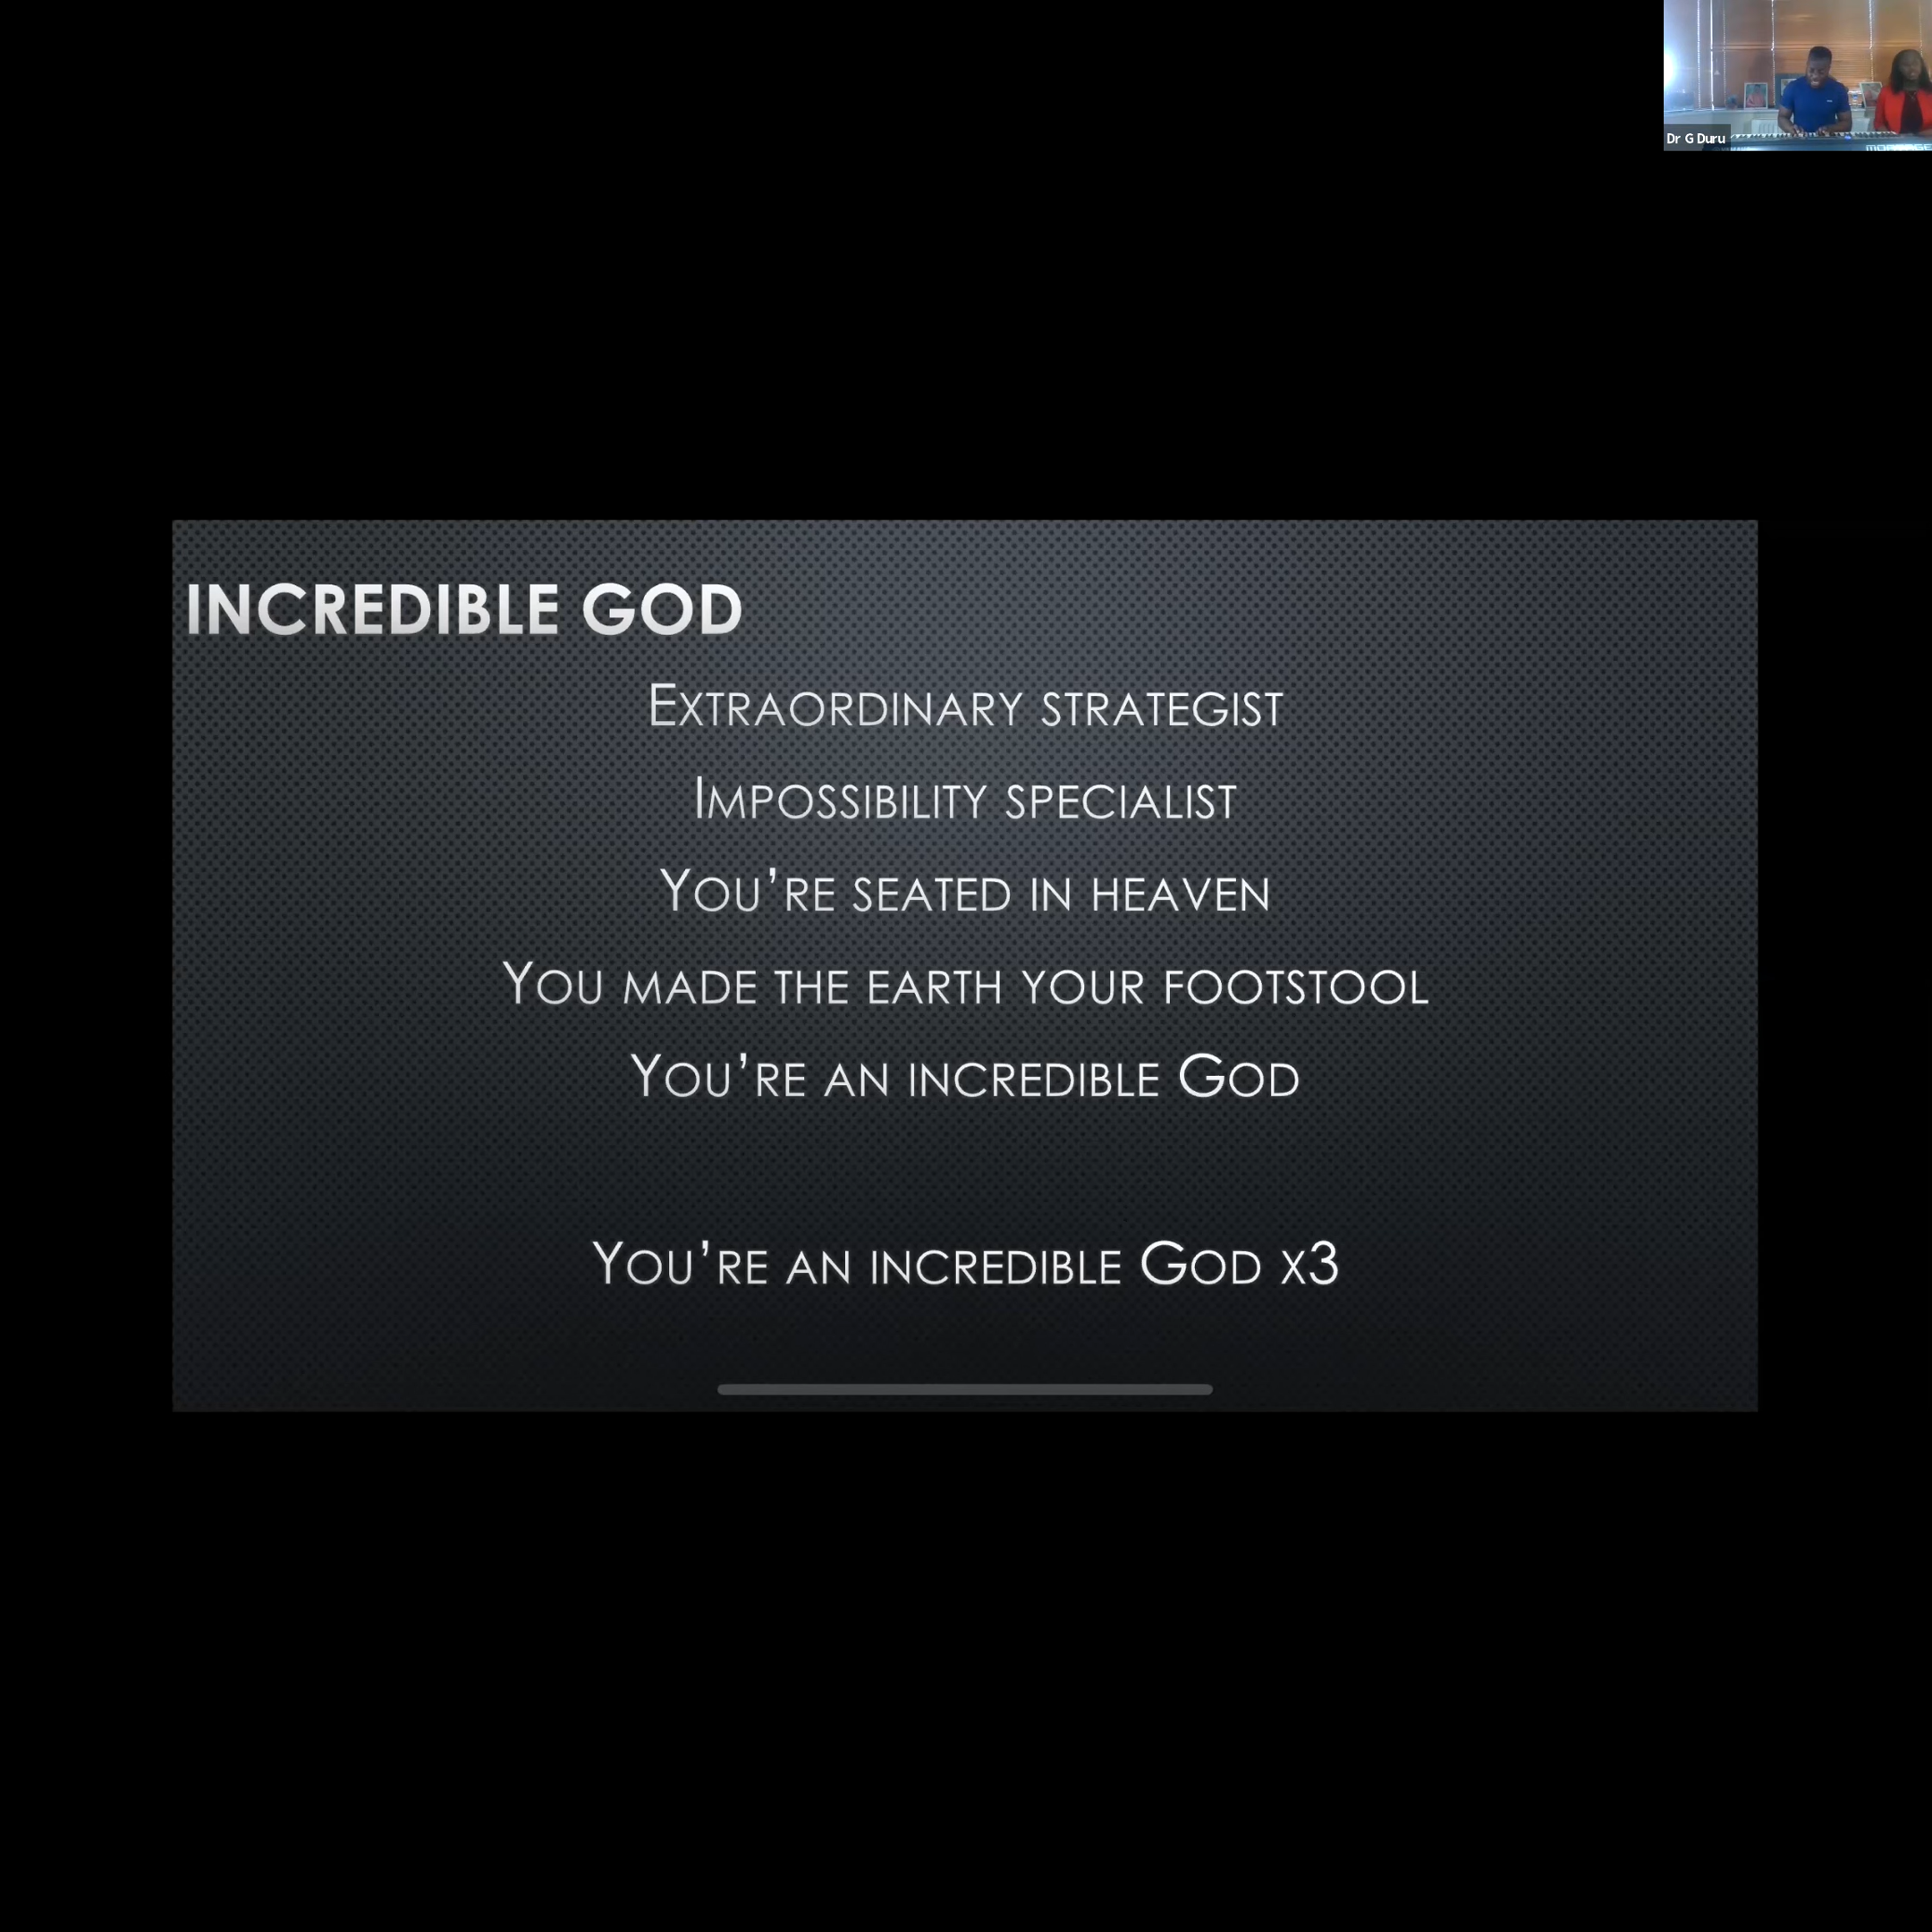 Dr G Duru
INCREDIBLE GOD
EXTRAORDINARY STRATEGIST
IMPOSSIBILITY SPECIALIST
YOU'RE SEATED IN HEAVEN
YOU MADE THE EARTH YOUR FOOTSTOOL
YOU'RE AN INCREDIBLE GOD
YOU'RE AN INCREDIBLE GOD X3